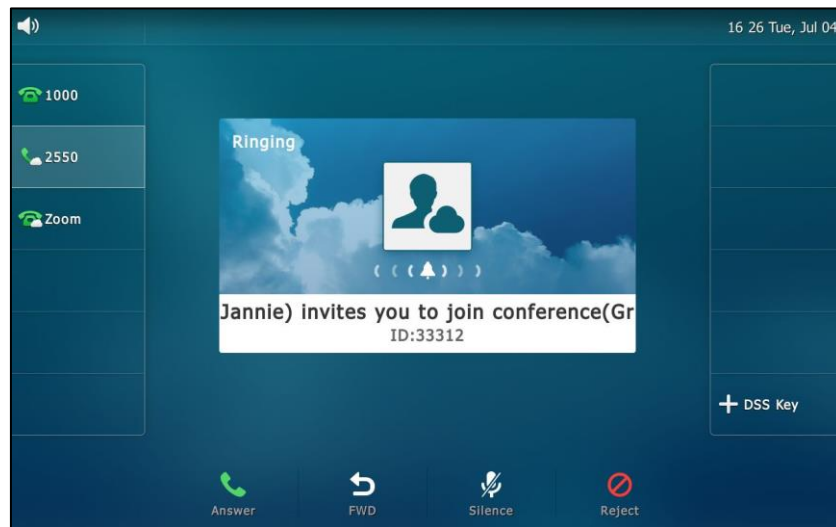 16 26 Tue, Jul 04
1000
2550
Zoom
Ringing
Jannie) invites you to join conference(Gr
ID:33312
DSS Key
Answer
FWD
Silence
Reject